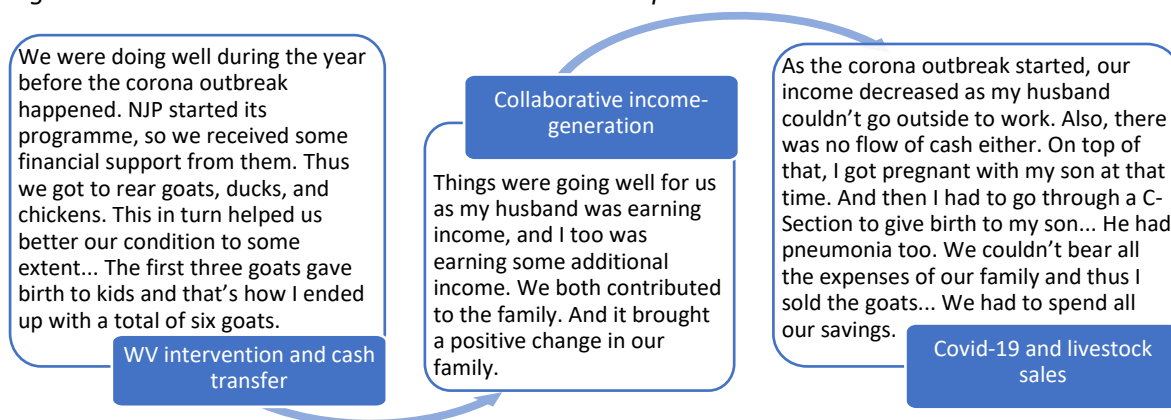 We were doing well during the year
before the corona outbreak
happened. NJP started its
programme, so we received some
financial support from them. Thus
we got to rear goats, ducks, and
chickens. This in turn helped us
better our condition to some
extent... The first three goats gave
birth to kids and that's how I ended
up with a total of six goats.
WV intervention and cash
transfer
Collaborative income-
generation
Things were going well for us
as my husband was earning
income, and I too was
earning some additional
income. We both contributed
to the family. And it brought
a positive change in our
family.
As the corona outbreak started, our
income decreased as my husband
couldn't go outside to work. Also, there
was no flow of cash either. On top of
that, I got pregnant with my son at that
time. And then I had to go through a C-
Section to give birth to my son... He had
pneumonia too. We couldn't bear all
the expenses of our family and thus I
sold the goats... We had to spend all
our savings.
Covid-19 and livestock
sales